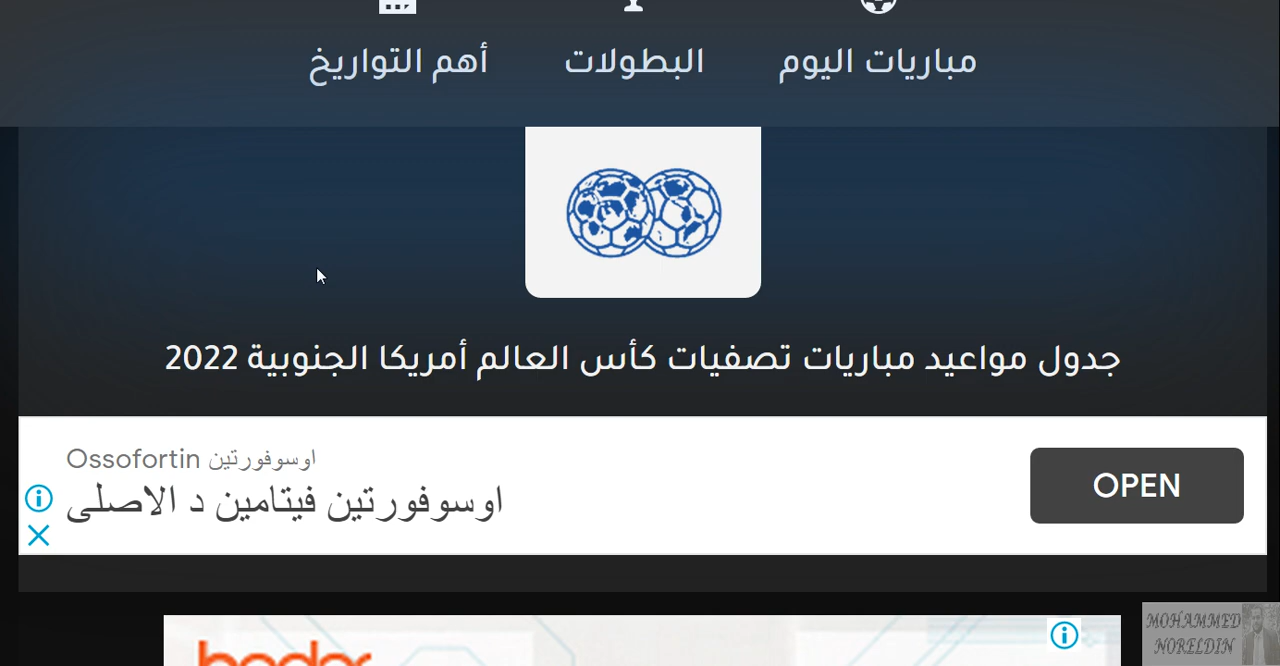 مباريات اليوم
البطولات
أهم التواريخ
جدول مواعيد مباريات تصفيات كأس العالم أمريكا الجنوبية 2022
اوسوفورتين Ossofortin
اوسوفورتين فيتامين د الاصلى
OPEN
MOHAMMED
NORELDIN